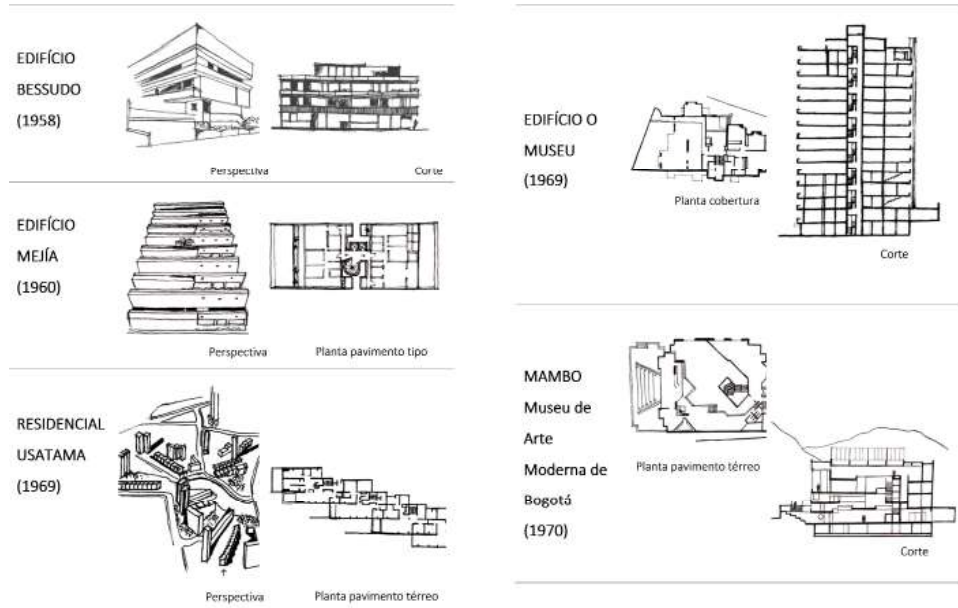 EDIFÍCIO
BESSUDO
(1958)
Perspectiva
Corte
EDIFÍCIO
MEJÍA
(1960)
Perspectiva
Planta pavimento tipo
RESIDENCIAL
USATAMA
(1969)
Perspectiva
Planta pavimento térreo
EDIFÍCIO O
MUSEU
(1969)
Planta cobertura
Corte
MAMBO
Museu de
Arte
Moderna de
Bogotá
(1970)
Planta pavimento térreo
Corte